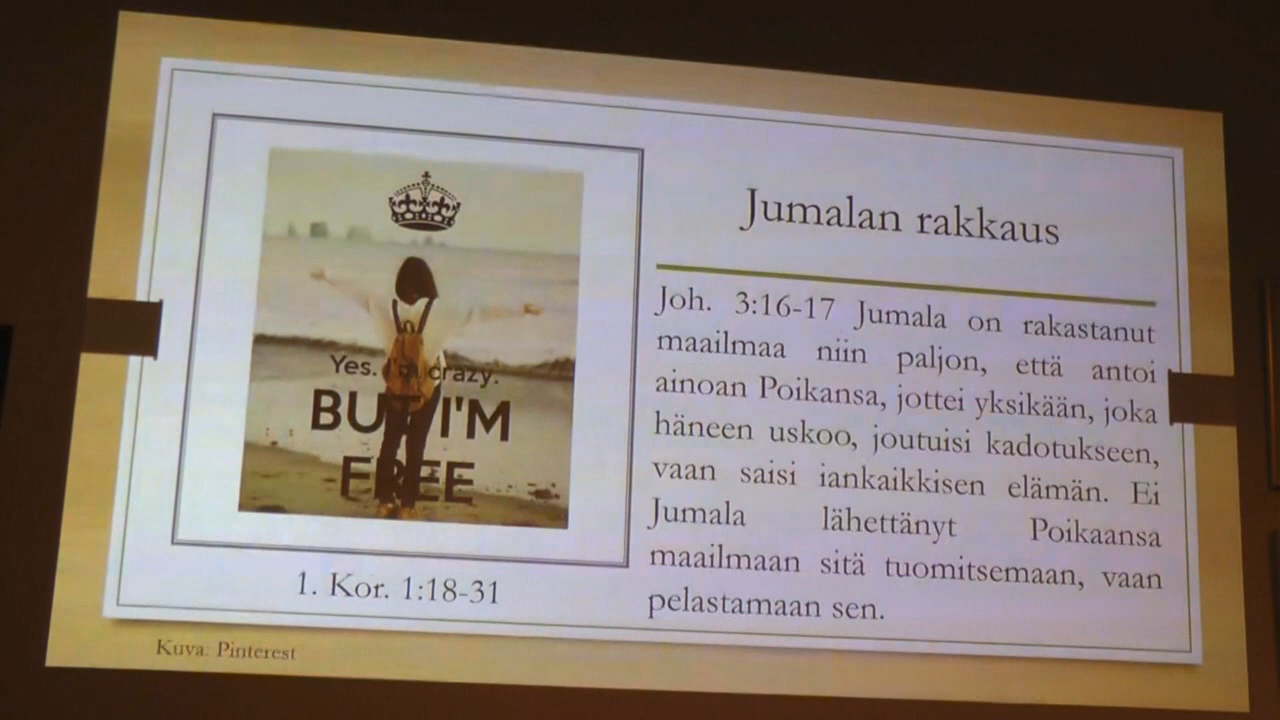 Yes. I'm crazy.
BUT I'M
FREE
1. Kor. 1:18-31
Kuva: Pinterest
Jumalan rakkaus
Joh. 3:16-17 Jumala on rakastanut
maailmaa niin paljon, että antoi
ainoan Poikansa, jottei yksikään, joka
häneen uskoo, joutuisi kadotukseen,
vaan saisi iankaikkisen elämän. Ei
Jumala lähettänyt Poikaansa
maailmaan sitä tuomitsemaan, vaan
pelastamaan sen.